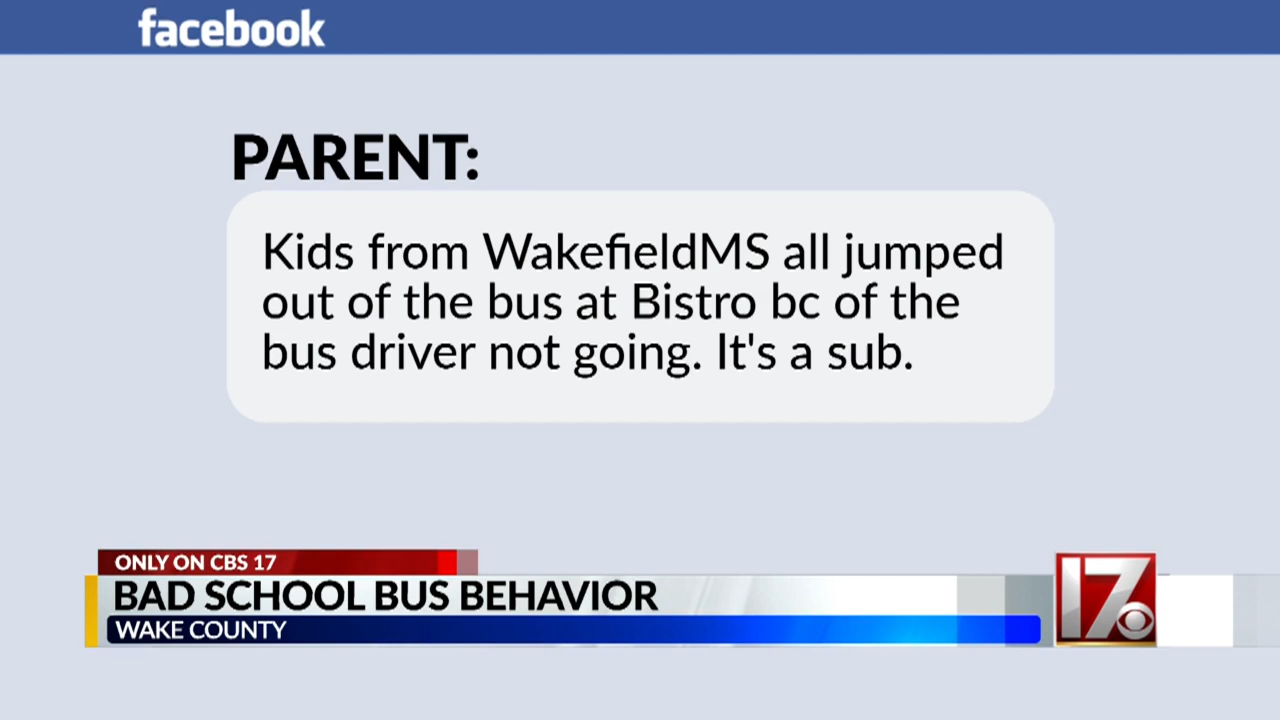 facebook
PARENT:
Kids from WakefieldMS all jumped
out of the bus at Bistro bc of the
bus driver not going. It's a sub.
ONLY ON CBS 17
BAD SCHOOL BUS BEHAVIOR
WAKE COUNTY
17